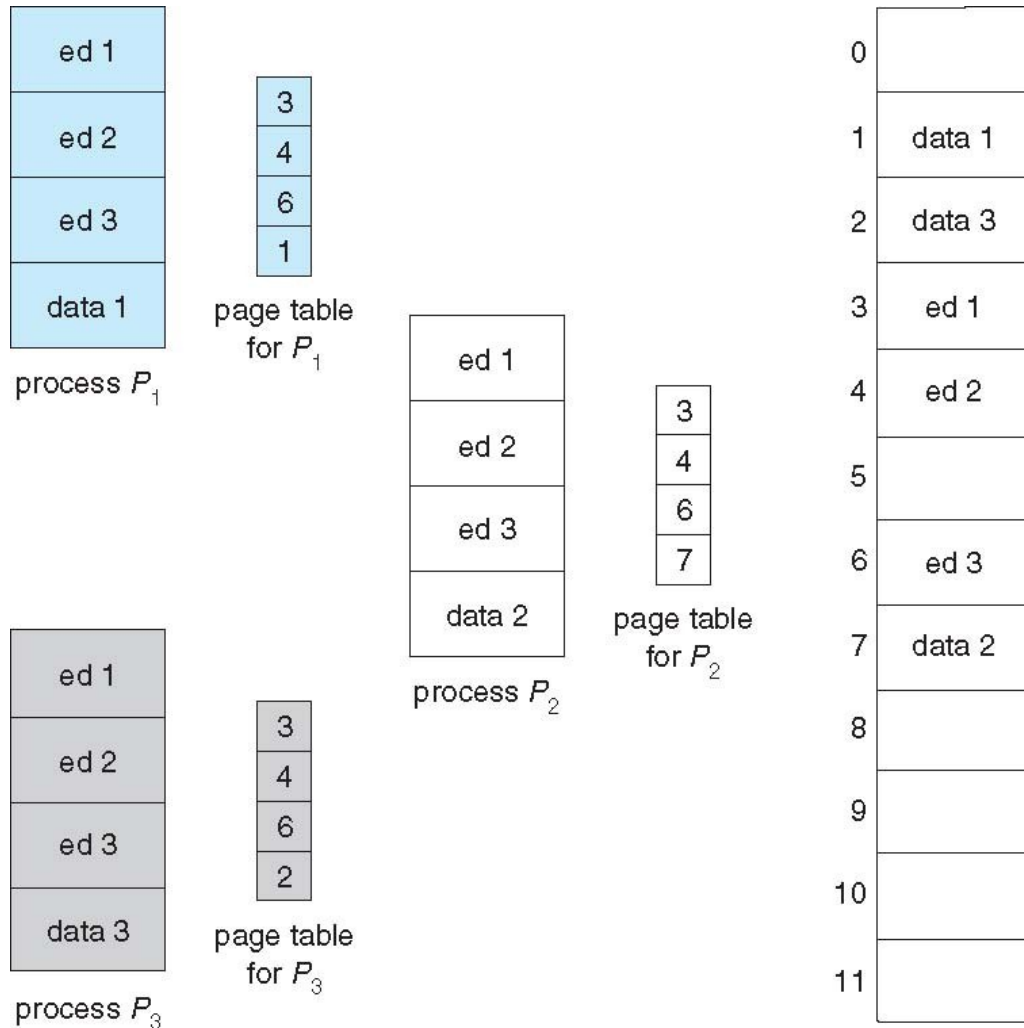 ed 1
ed 2
ed 3
data 1
process P1
3
4
6
1
page table
for P1
ed 1
ed 2
ed 3
data 2
process P2
3
4
6
7
page table
for P2
ed 1
ed 2
ed 3
data 3
process P3
3
4
6
2
page table
for P3
0
1 data 1
2 data 3
3 ed 1
4 ed 2
5
6 ed 3
7 data 2
8
9
10
11